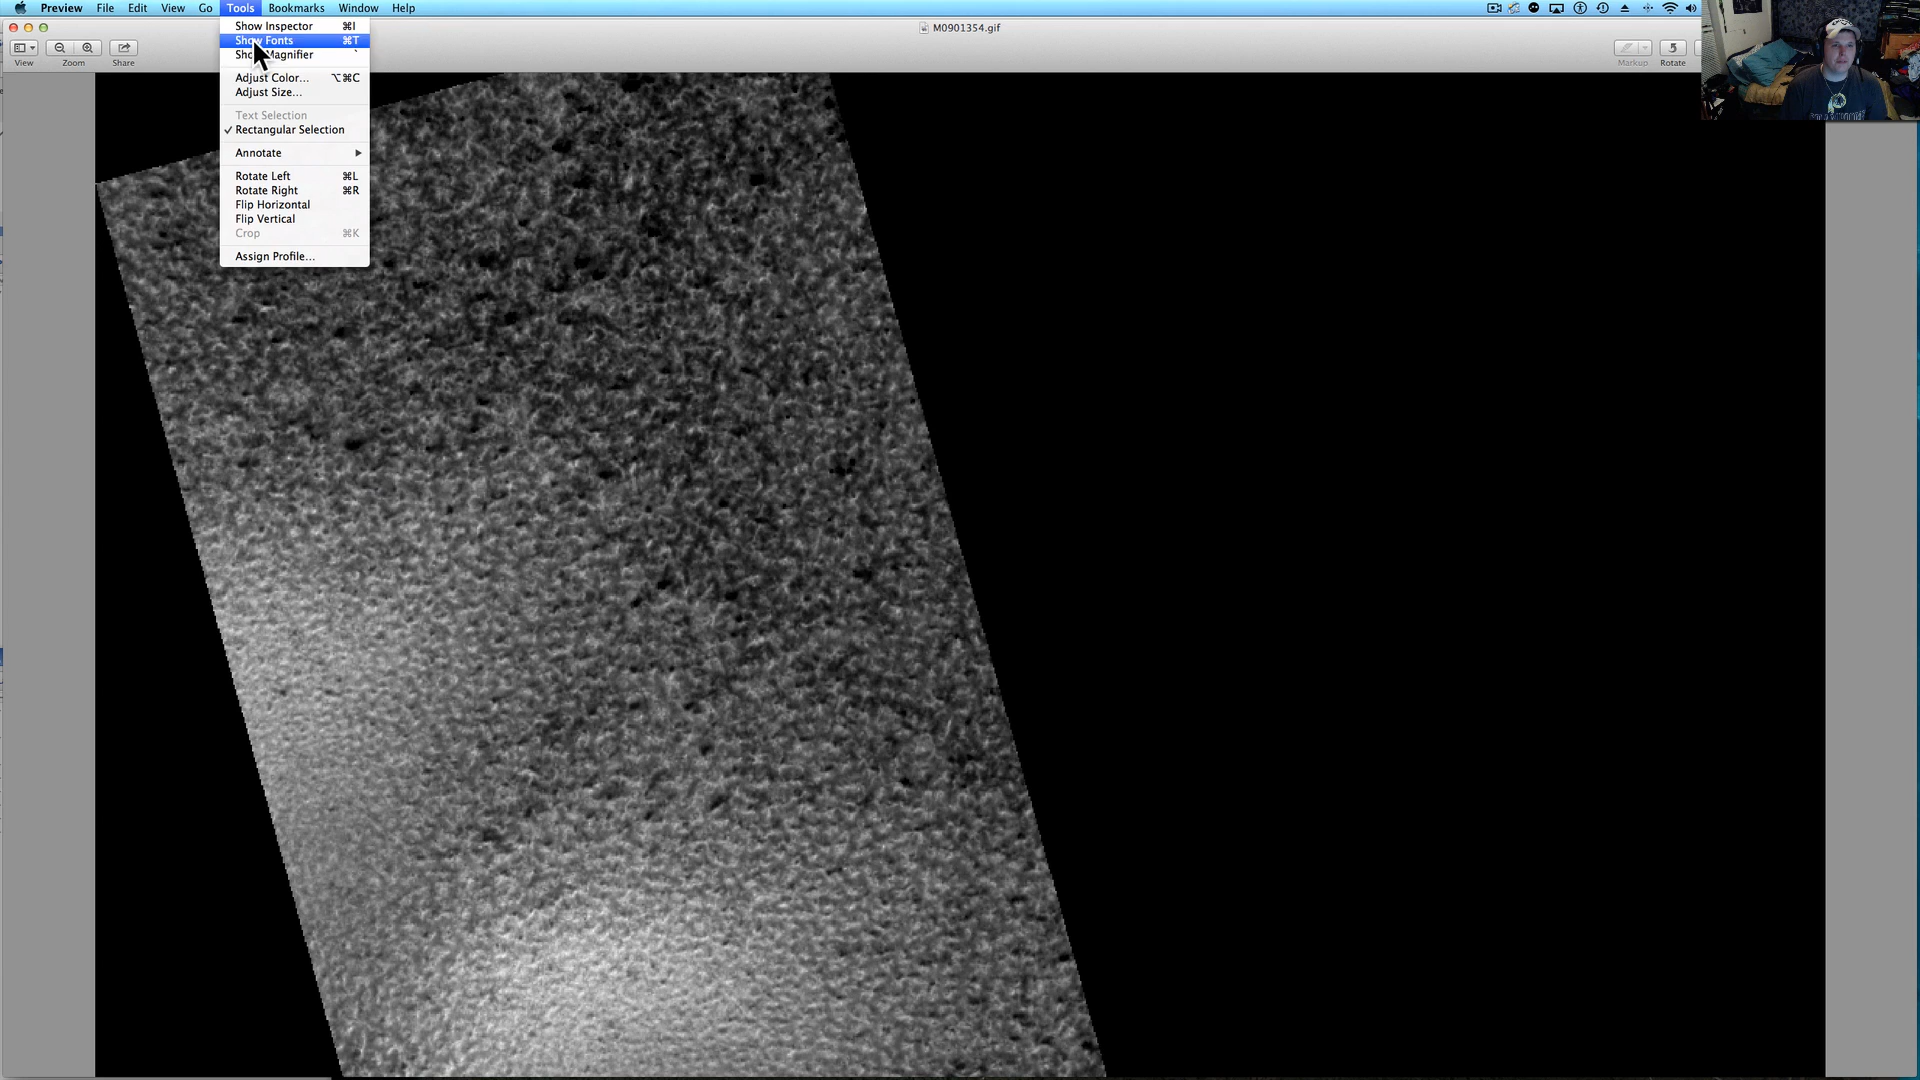 Preview File Edit View Go Tools Bookmarks Window Help
M0901354.gif
View Zoom Share Markup Rotate
Show Inspector ⌘I
Show Fonts ⌘T
Show Magnifier `
Adjust Color... ⌥⌘C
Adjust Size...
Text Selection
✓ Rectangular Selection
Annotate
Rotate Left ⌘L
Rotate Right ⌘R
Flip Horizontal
Flip Vertical
Crop ⌘K
Assign Profile...